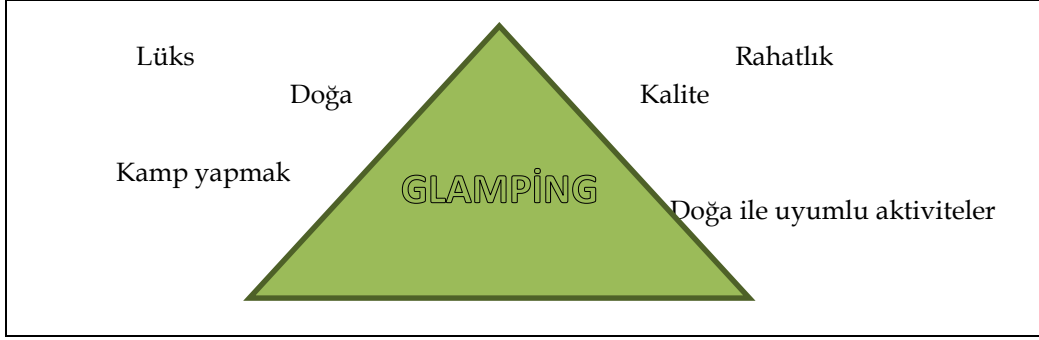 Lüks
Rahatlık
Doğa
Kalite
Kamp yapmak
GLAMPİNG
Doğa ile uyumlu aktiviteler